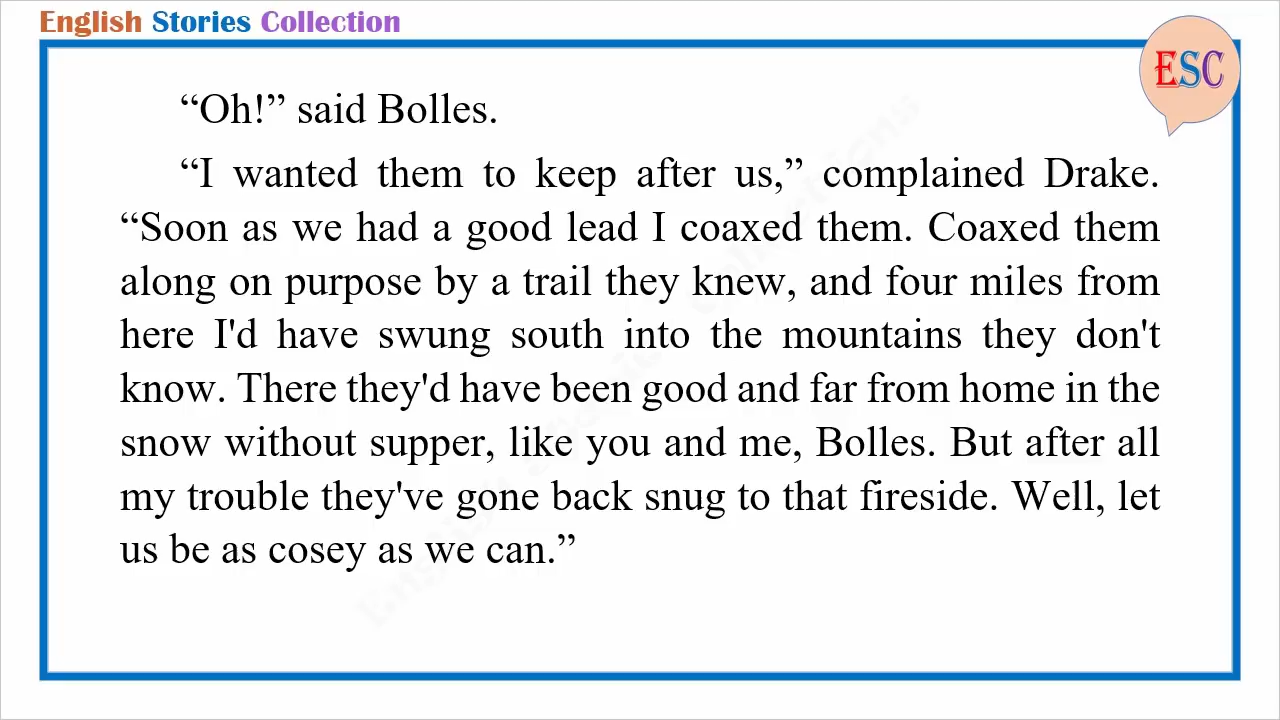 English Stories Collection
ESC
“Oh!” said Bolles.
“I wanted them to keep after us,” complained Drake.
“Soon as we had a good lead I coaxed them. Coaxed them
along on purpose by a trail they knew, and four miles from
here I'd have swung south into the mountains they don't
know. There they'd have been good and far from home in the
snow without supper, like you and me, Bolles. But after all
my trouble they've gone back snug to that fireside. Well, let
us be as cosey as we can.”